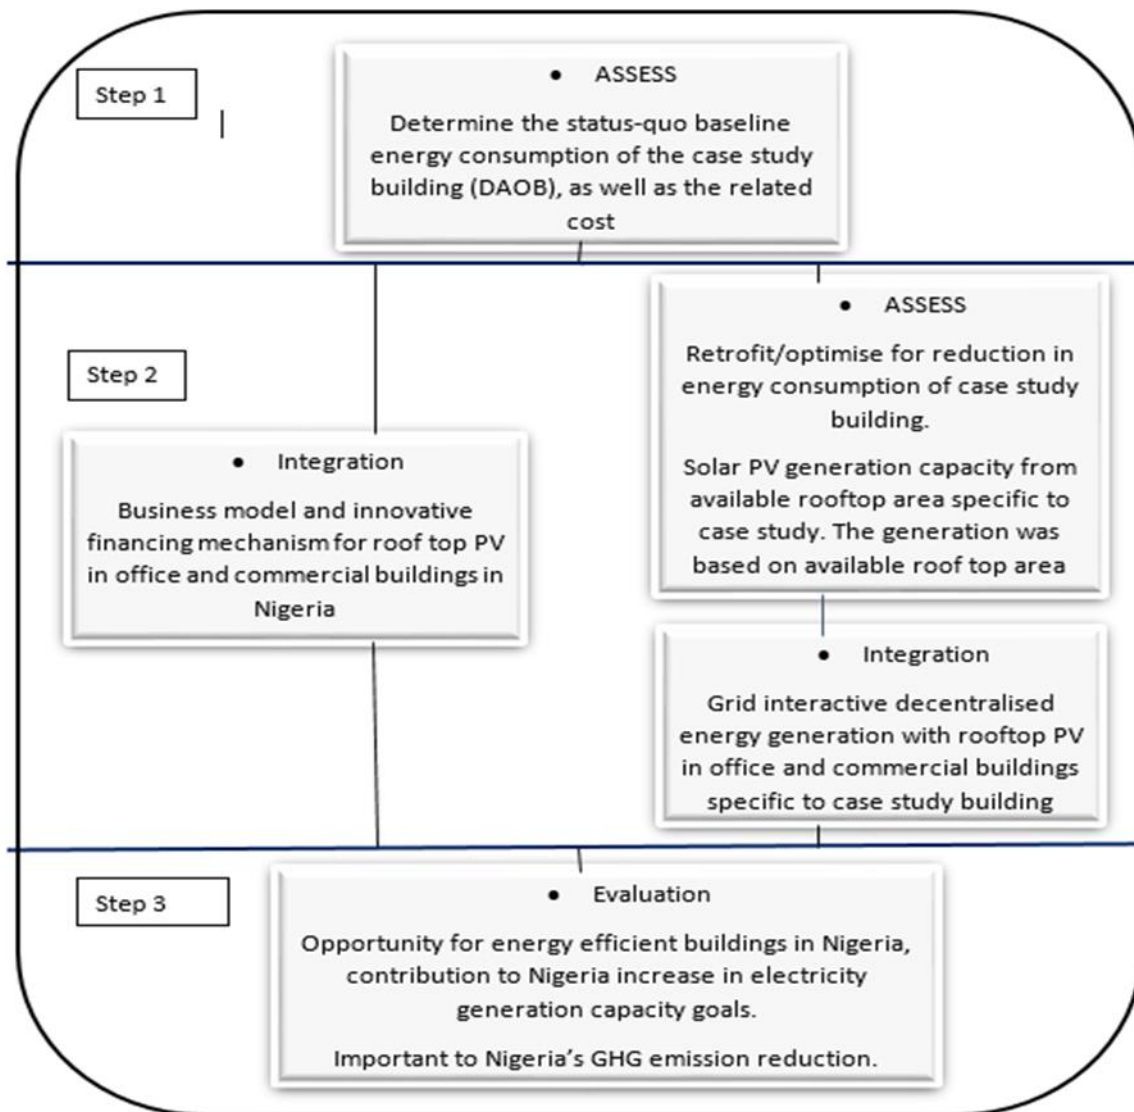 Step 1
• ASSESS
Determine the status-quo baseline
energy consumption of the case study
building (DAOB), as well as the related
cost
Step 2
• Integration
Business model and innovative
financing mechanism for roof top PV
in office and commercial buildings in
Nigeria
• ASSESS
Retrofit/optimise for reduction in
energy consumption of case study
building.
Solar PV generation capacity from
available rooftop area specific to
case study. The generation was
based on available roof top area
• Integration
Grid interactive decentralised
energy generation with rooftop PV
in office and commercial buildings
specific to case study building
Step 3
• Evaluation
Opportunity for energy efficient buildings in Nigeria,
contribution to Nigeria increase in electricity
generation capacity goals.
Important to Nigeria's GHG emission reduction.